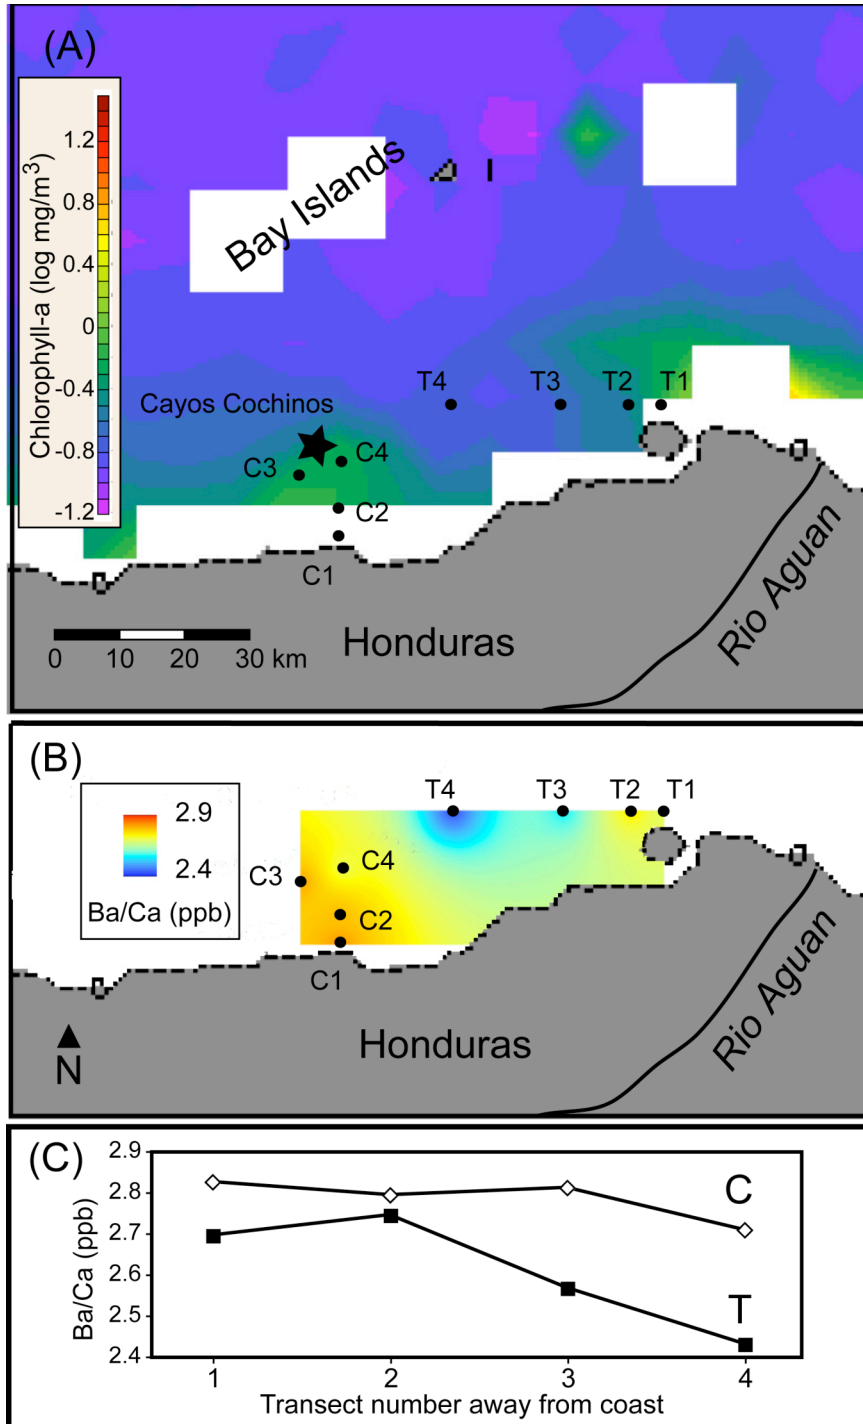 (A)
Chlorophyll-a (log mg/m³)
1.2
0.8
0.4
0
-0.4
-0.8
-1.2
Bay Islands
Cayos Cochinos
T4
T3
T2
T1
C3
C4
C2
C1
0
10
20
30 km
Honduras
Rio Aguan
(B)
2.9
2.4
Ba/Ca (ppb)
T4
T3
T2
T1
C3
C4
C2
C1
N
Honduras
Rio Aguan
(C)
Ba/Ca (ppb)
2.9
2.8
2.7
2.6
2.5
2.4
C
T
1
2
3
4
Transect number away from coast